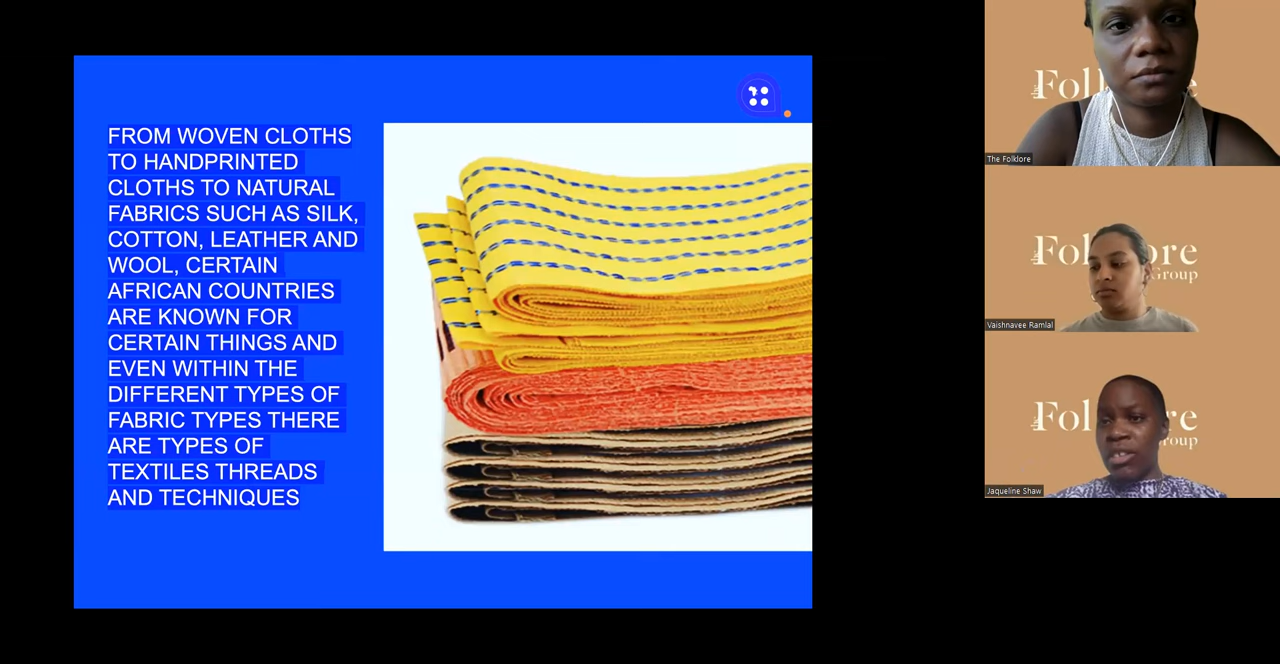 FROM WOVEN CLOTHS
TO HANDPRINTED
CLOTHS TO NATURAL
FABRICS SUCH AS SILK,
COTTON, LEATHER AND
WOOL, CERTAIN
AFRICAN COUNTRIES
ARE KNOWN FOR
CERTAIN THINGS AND
EVEN WITHIN THE
DIFFERENT TYPES OF
FABRIC TYPES THERE
ARE TYPES OF
TEXTILES THREADS
AND TECHNIQUES
The Folklore
Vaishnavee Ramlal
Group
Jaqueline Shaw